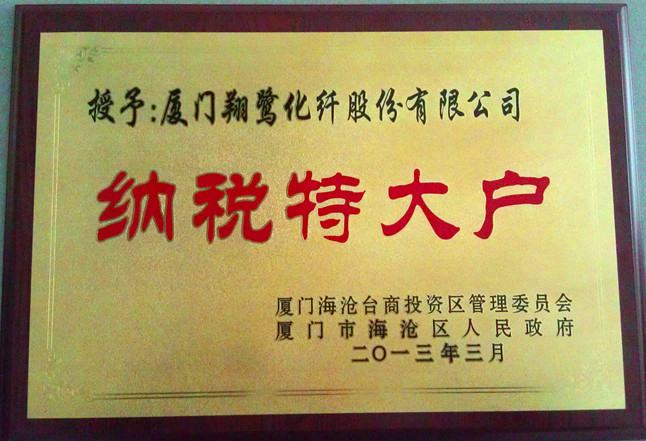 授予:厦门翔鹭化纤股份有限公司
纳税特大户
厦门海沧台商投资区管理委员会
厦门市海沧区人民政府
二〇一三年三月